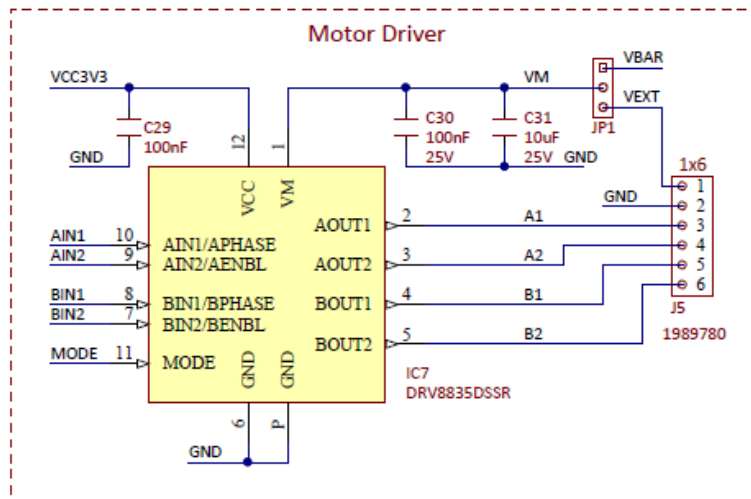 Motor Driver
VCC3V3
VM
VBAR
VEXT
JP1
C29
100nF
GND
C30
100nF
25V
C31
10uF
25V
GND
12
1
VCC
VM
1x6
GND
1
2
3
4
5
6
J5
1989780
AIN1
10
AIN1/APHASE
AIN2
9
AIN2/AENBL
BIN1
8
BIN1/BPHASE
BIN2
7
BIN2/BENBL
MODE
11
MODE
AOUT1
2
A1
AOUT2
3
A2
BOUT1
4
B1
BOUT2
5
B2
GND
GND
6
P
GND
IC7
DRV8835DSSR